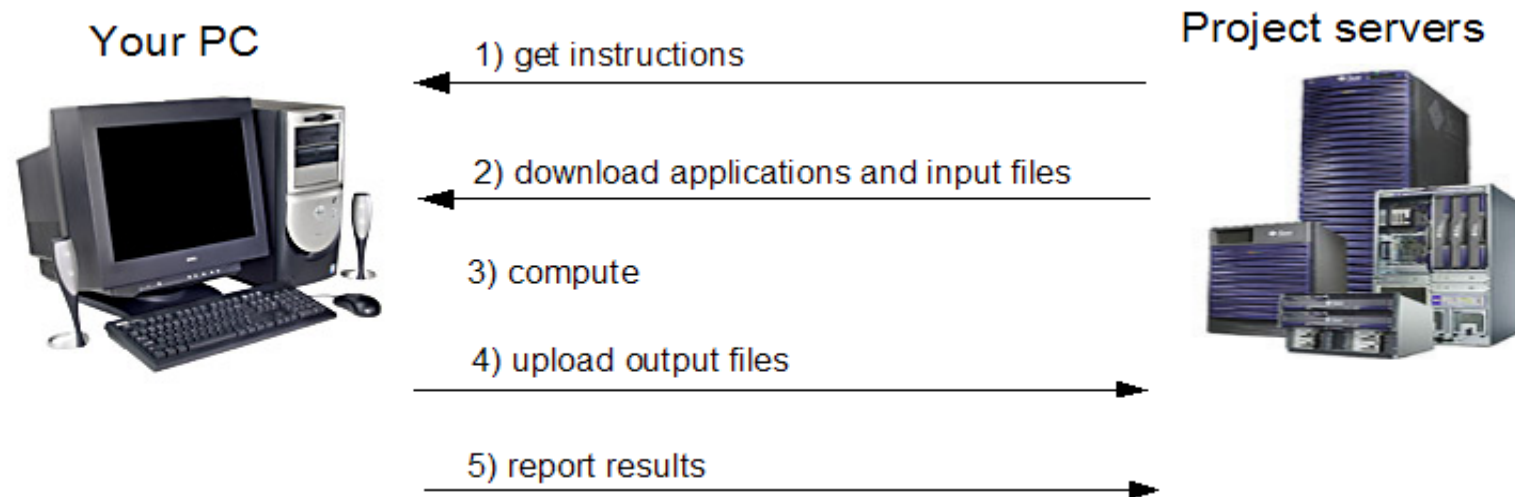 Your PC
Project servers
1) get instructions
2) download applications and input files
3) compute
4) upload output files
5) report results